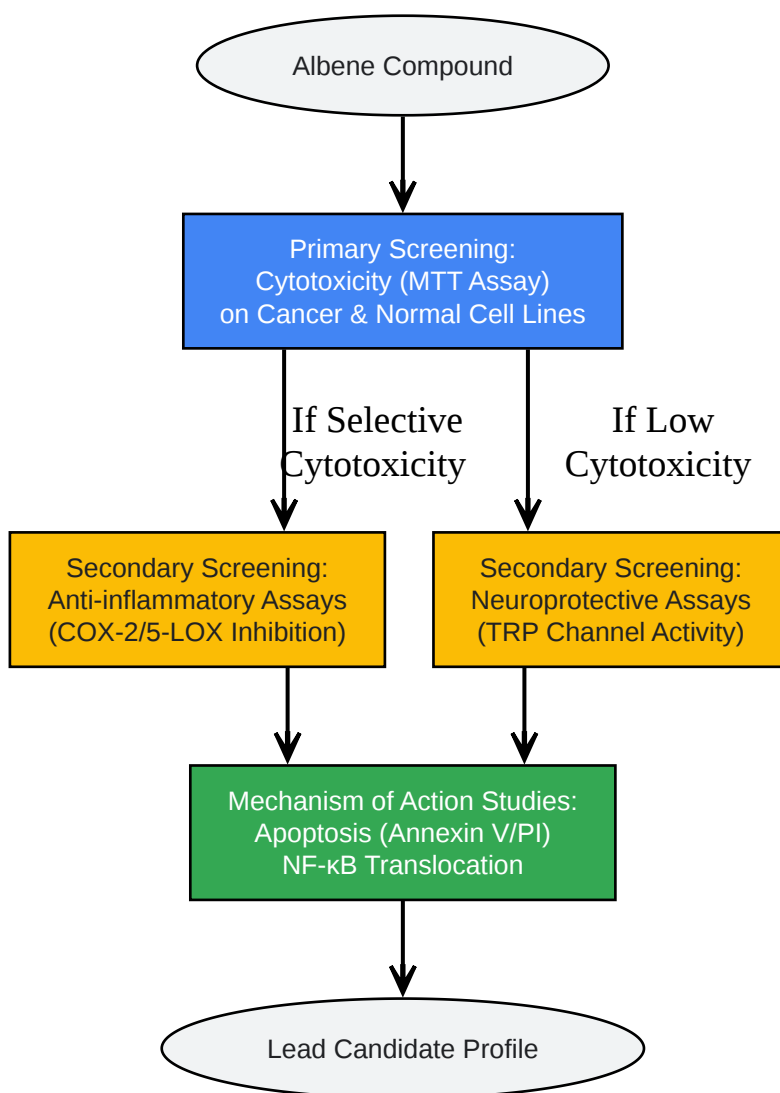 Albene Compound
Primary Screening:
Cytotoxicity (MTT Assay)
on Cancer & Normal Cell Lines
If Selective
Cytotoxicity
If Low
Cytotoxicity
Secondary Screening:
Anti-inflammatory Assays
(COX-2/5-LOX Inhibition)
Secondary Screening:
Neuroprotective Assays
(TRP Channel Activity)
Mechanism of Action Studies:
Apoptosis (Annexin V/PI)
NF-κB Translocation
Lead Candidate Profile